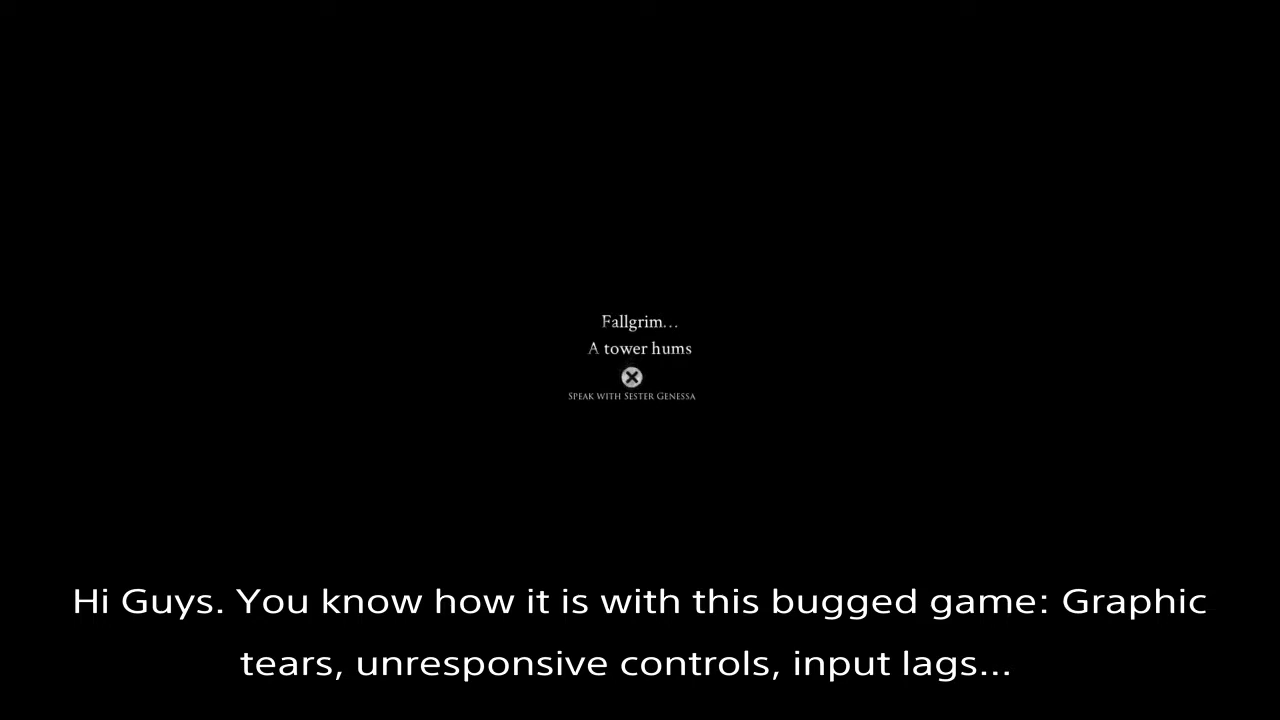 Fallgrim...
A tower hums
SPEAK WITH SESTER GENESSA
Hi Guys. You know how it is with this bugged game: Graphic
tears, unresponsive controls, input lags...